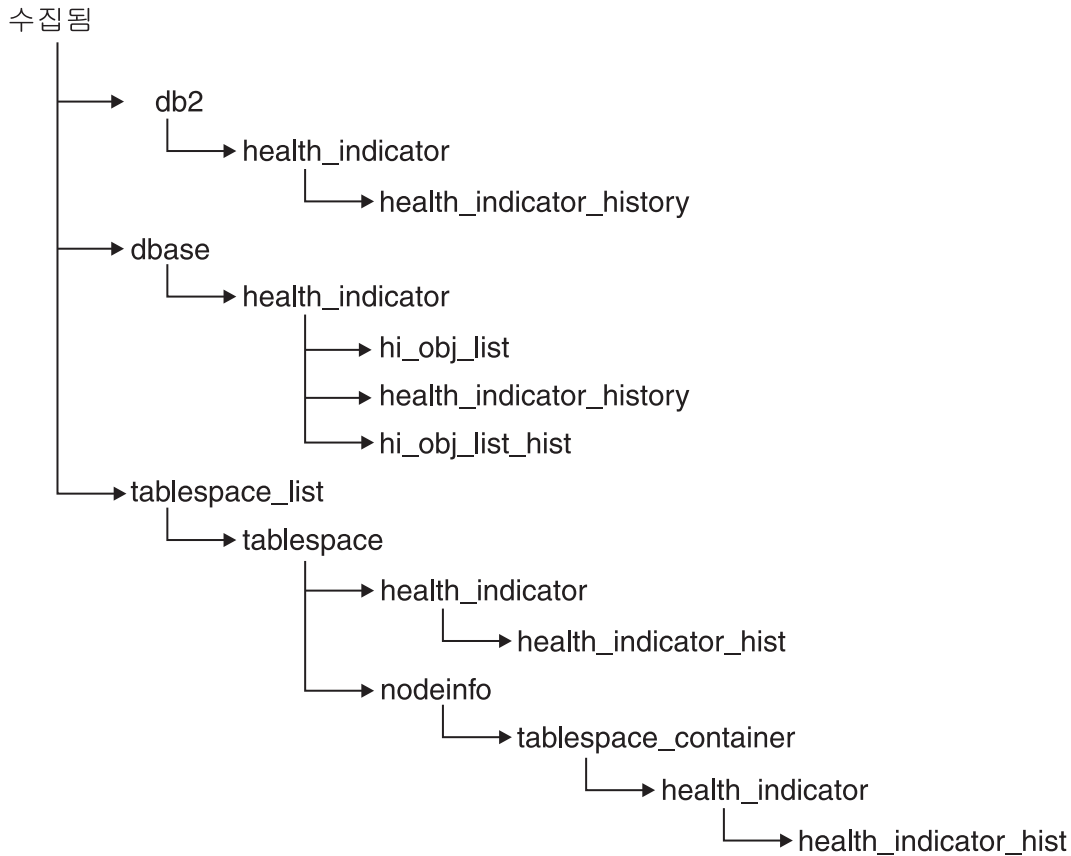 수집됨
db2
health_indicator
health_indicator_history
dbase
health_indicator
hi_obj_list
health_indicator_history
hi_obj_list_hist
tablespace_list
tablespace
health_indicator
health_indicator_hist
nodeinfo
tablespace_container
health_indicator
health_indicator_hist